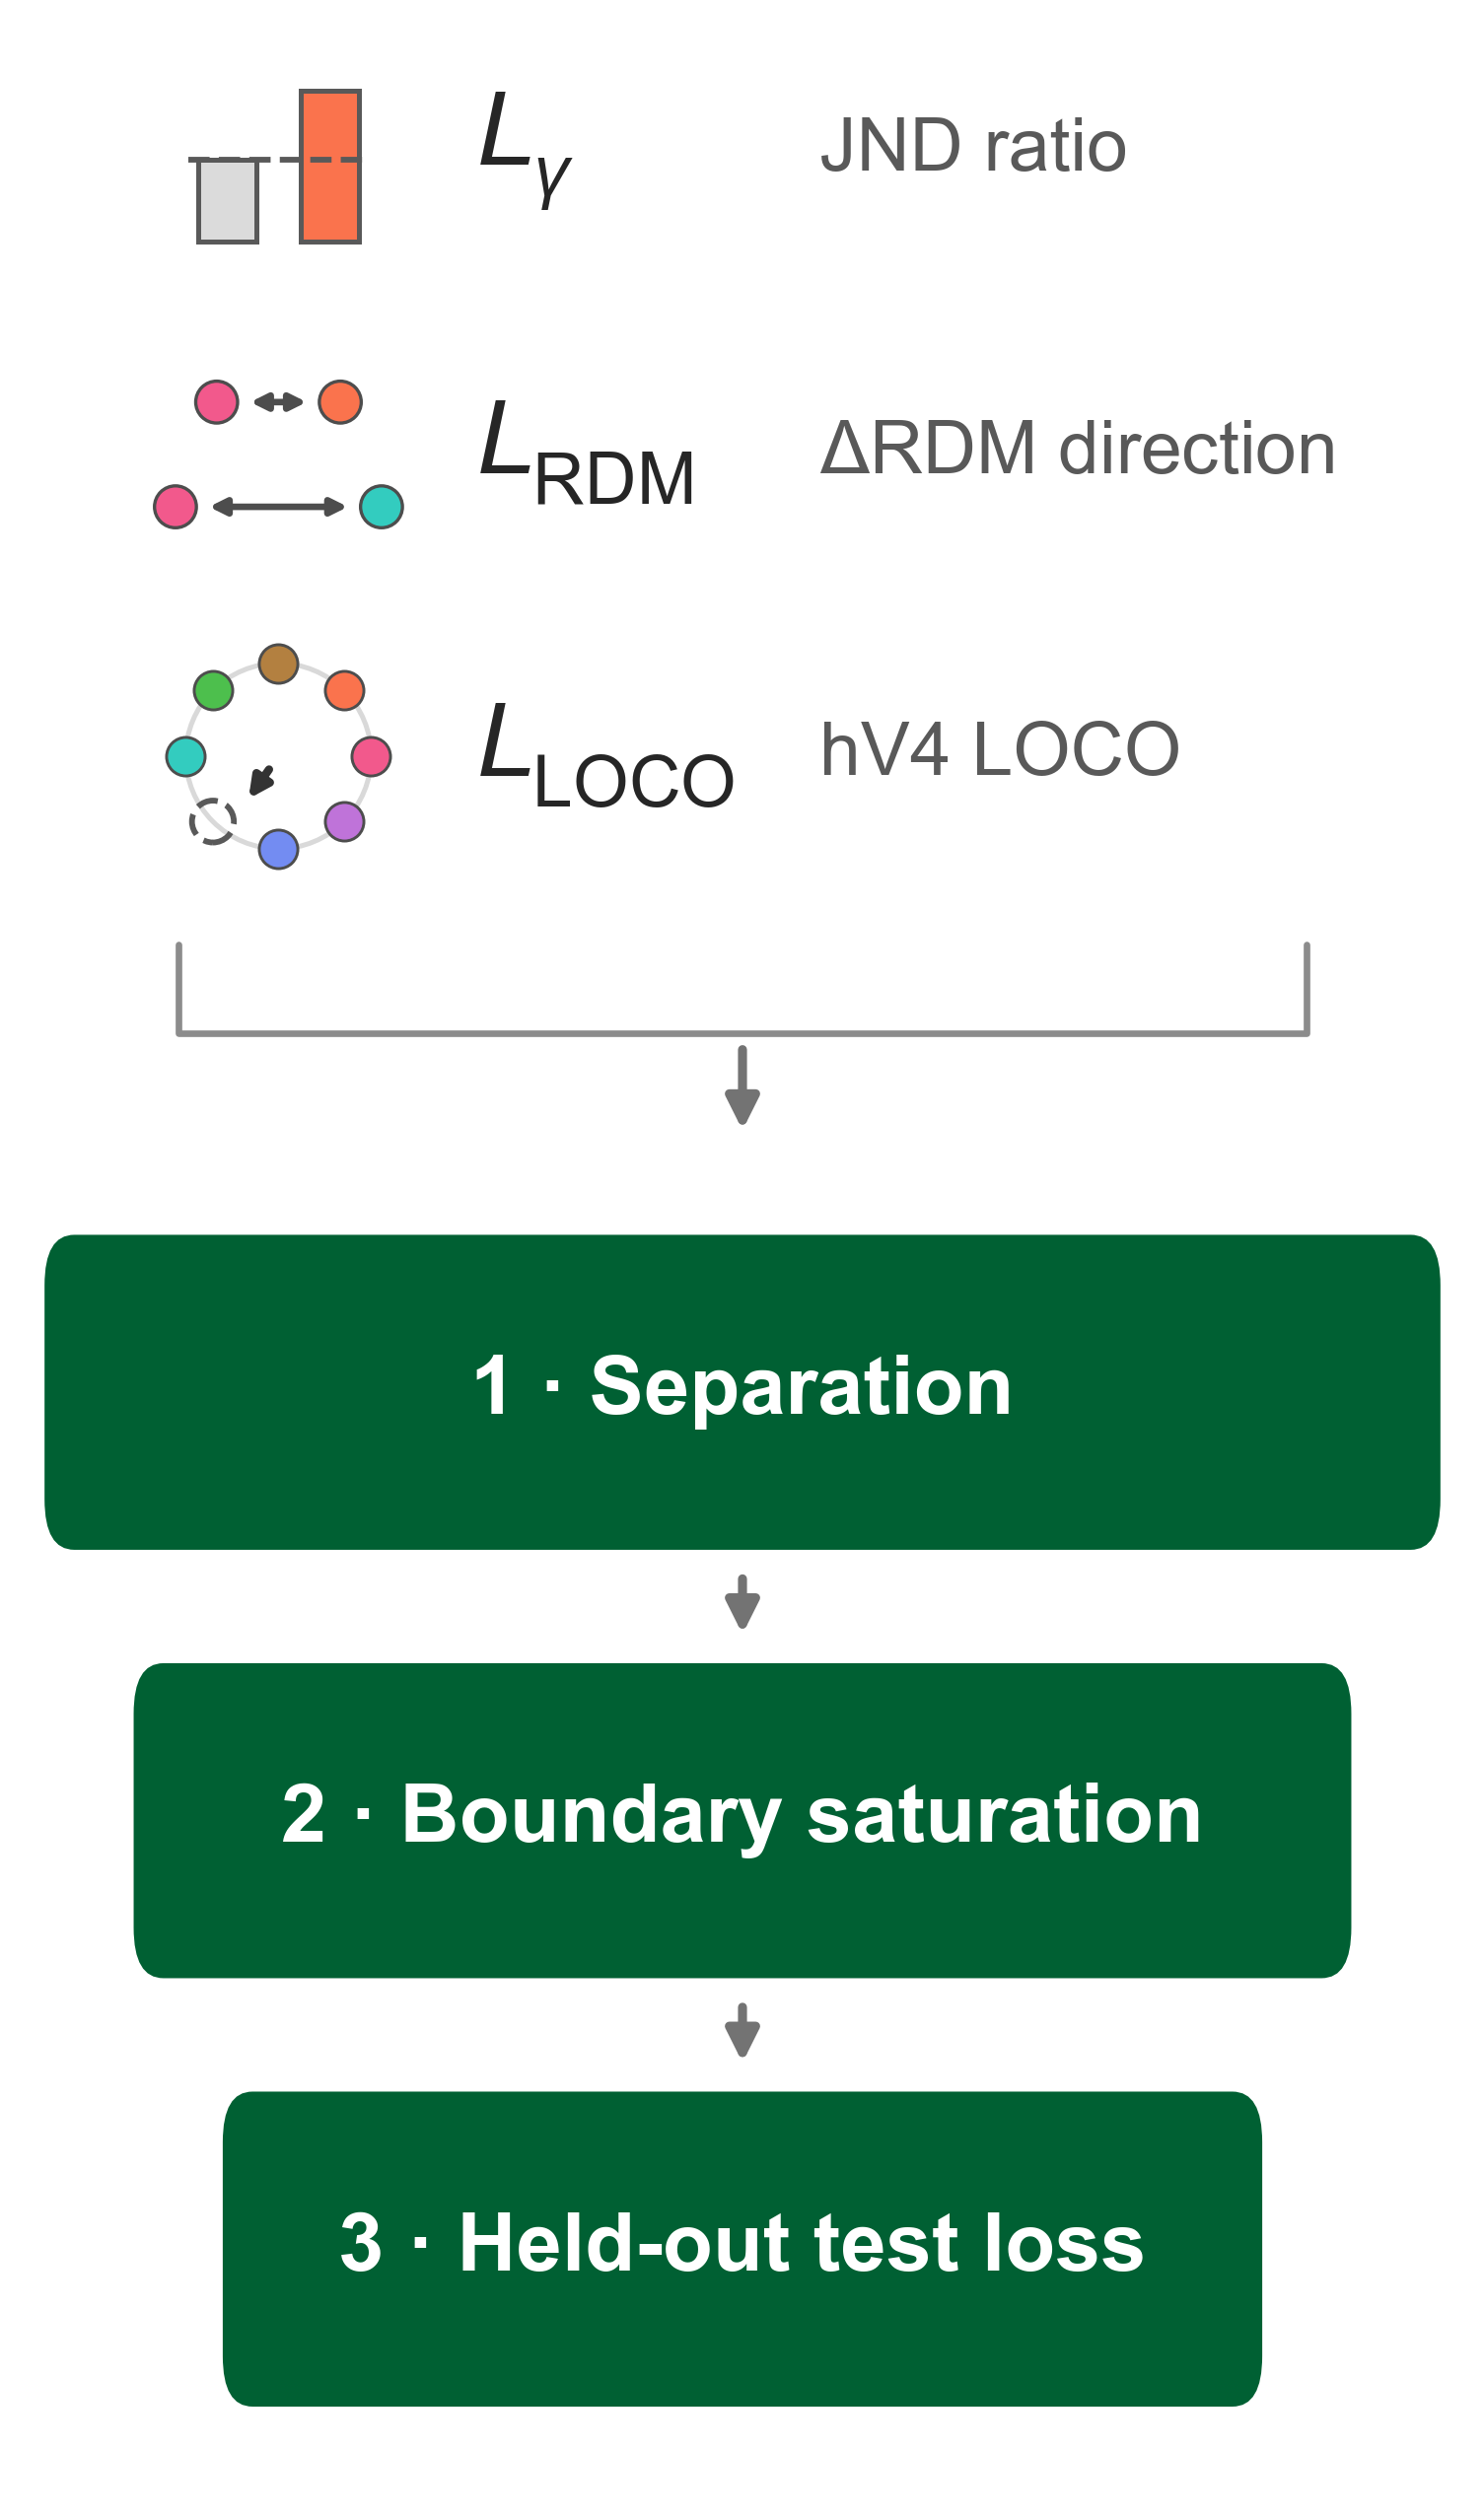 Lγ JND ratio
LRDM ΔRDM direction
LLOCO hV4 LOCO
1 · Separation
2 · Boundary saturation
3 · Held-out test loss